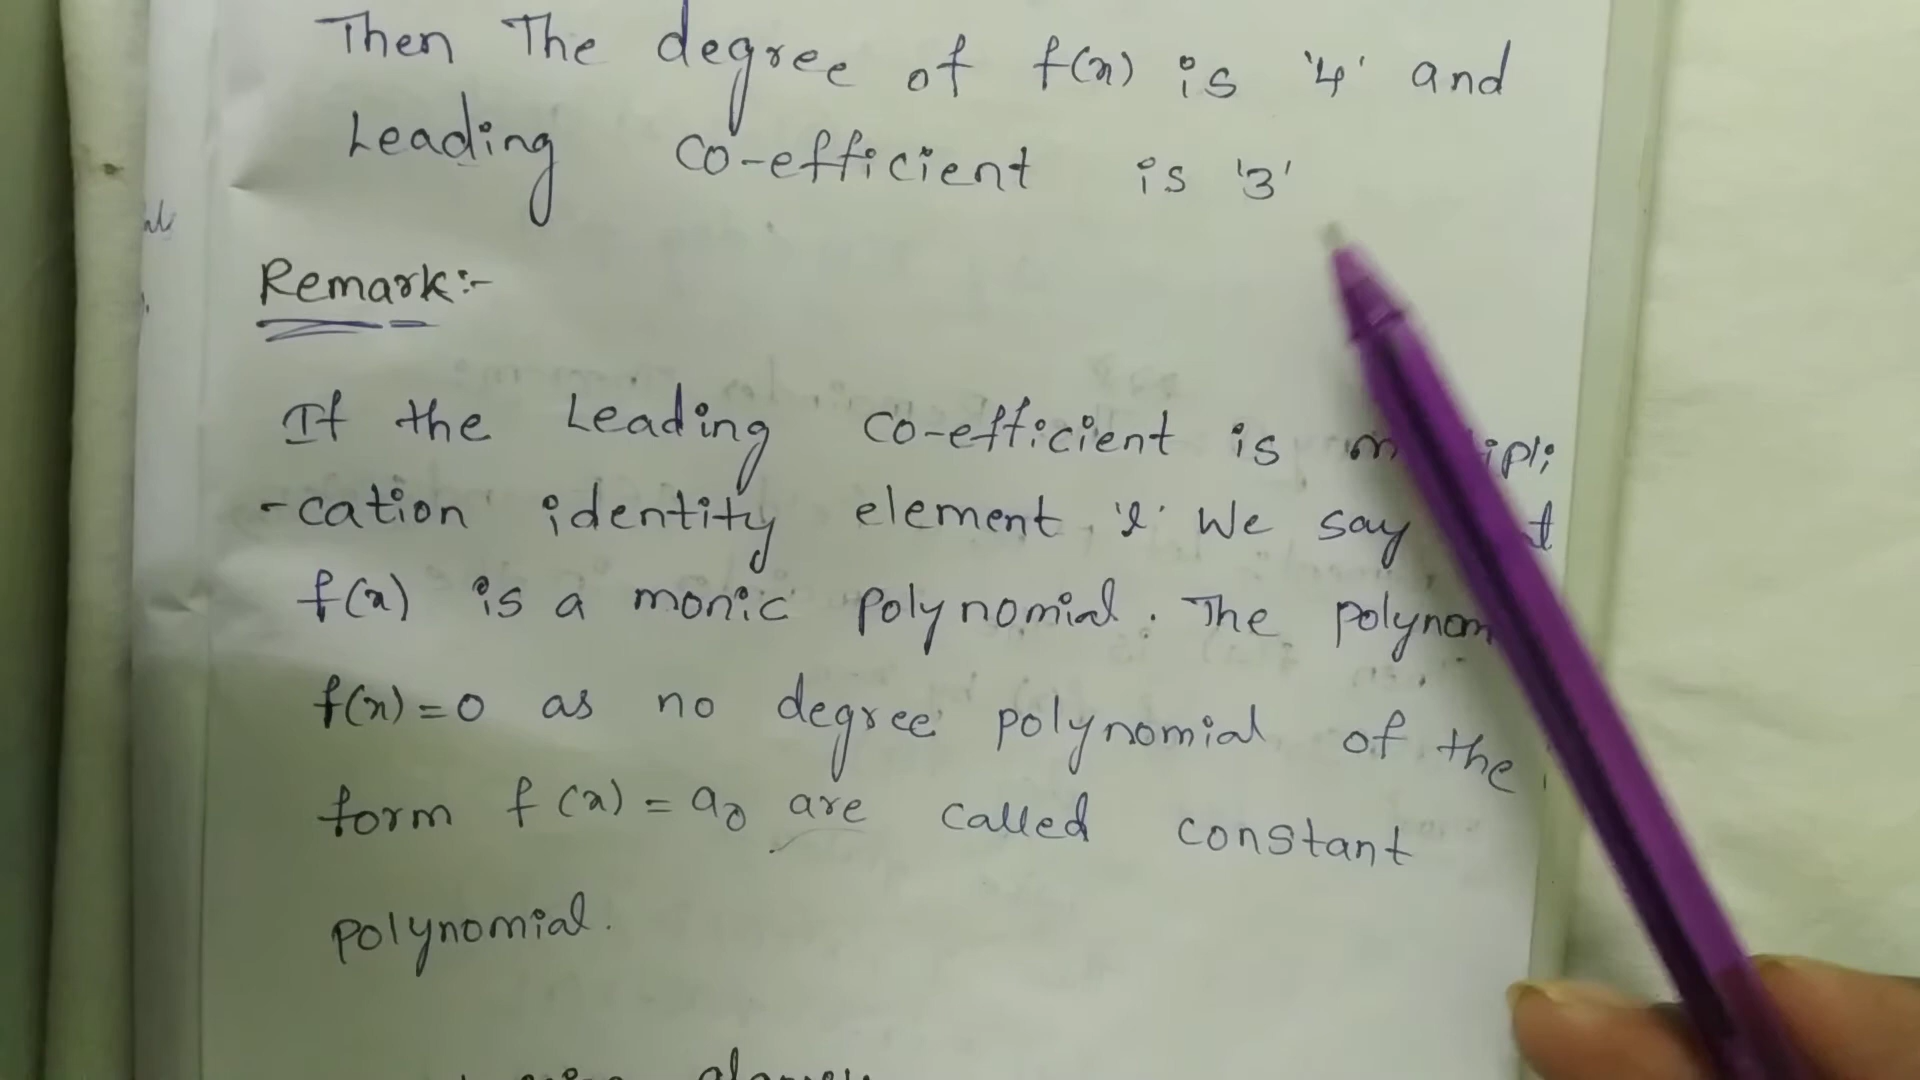 Then The degree of f(x) is '4' and
Leading co-efficient is '3'
Remark:-
If the Leading co-efficient is
-cation identity element '1' We say
f(x) is a monic polynomial. The
f(x)=0 as no degree polynomial of the
form f(x) = a₀ are called constant
polynomial.